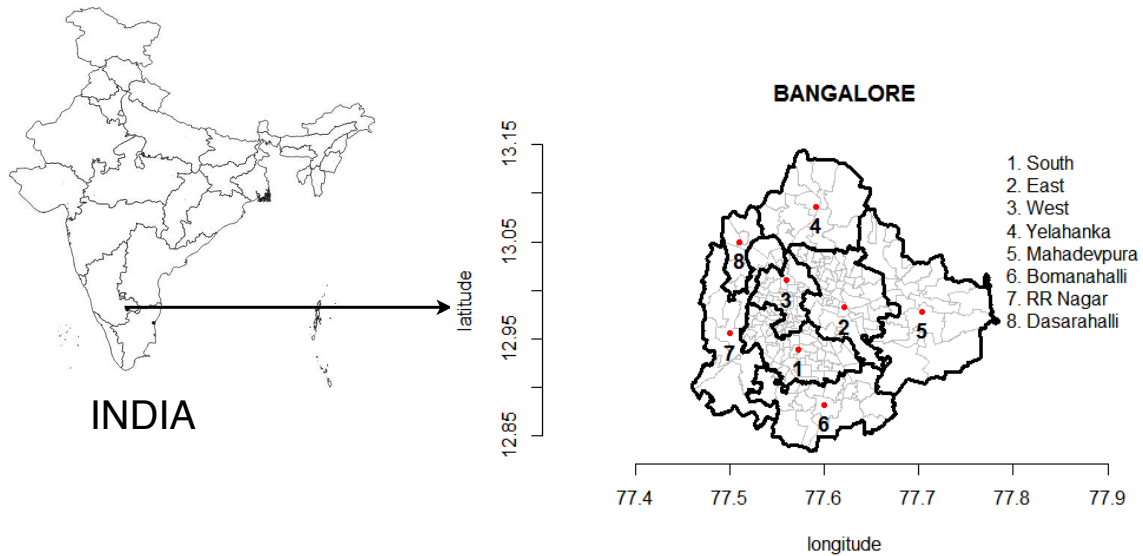 INDIA
BANGALORE
latitude
13.15
13.05
12.95
12.85
1. South
2. East
3. West
4. Yelahanka
5. Mahadevpura
6. Bomanahalli
7. RR Nagar
8. Dasarahalli
4
8
3
2
5
7
1
6
77.4 77.5 77.6 77.7 77.8 77.9
longitude